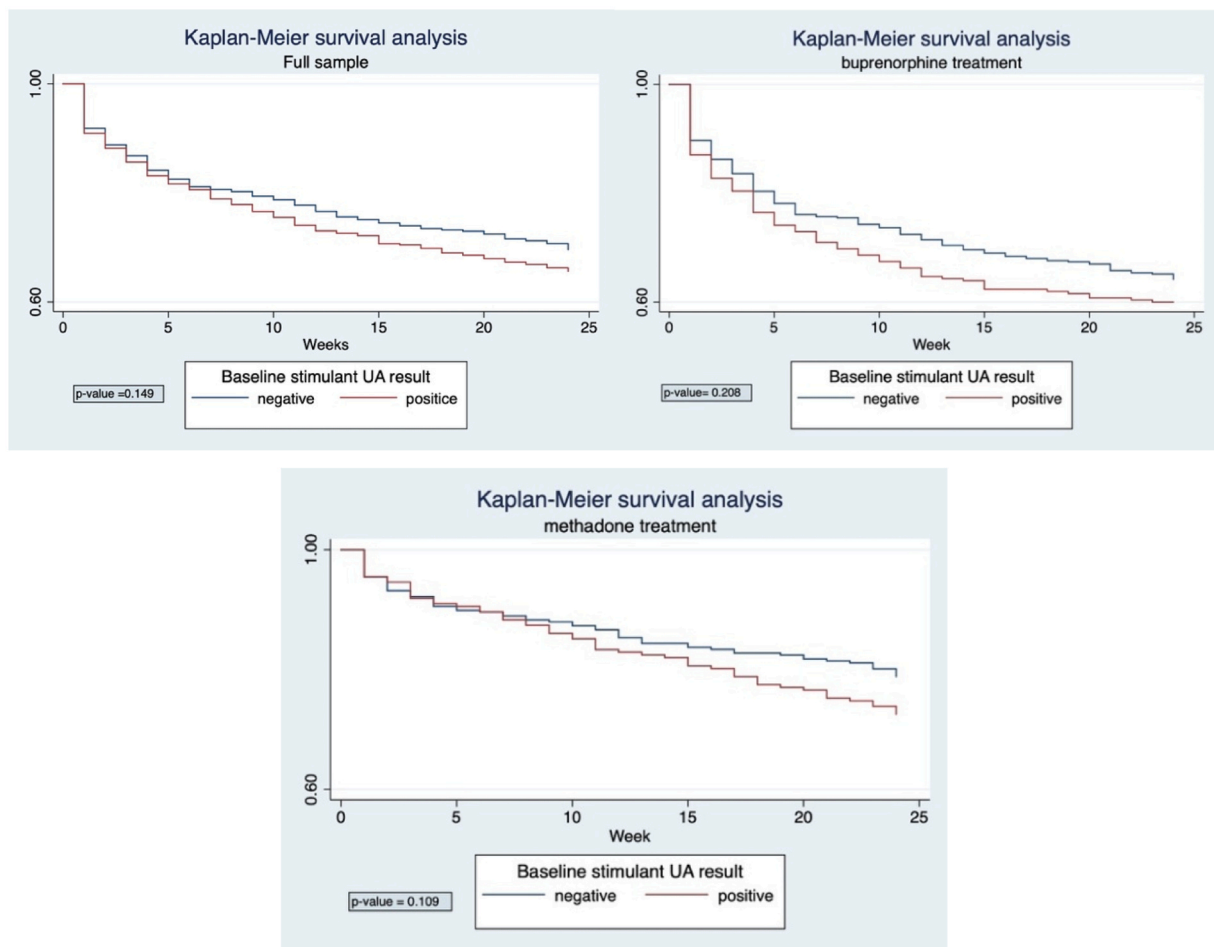 Kaplan-Meier survival analysis
Full sample
1.00
0.60
0 5 10 15 20 25
Weeks
Baseline stimulant UA result
p-value =0.149
negative positice
Kaplan-Meier survival analysis
buprenorphine treatment
1.00
0.60
0 5 10 15 20 25
Week
Baseline stimulant UA result
p-value= 0.208
negative positive
Kaplan-Meier survival analysis
methadone treatment
1.00
0.60
0 5 10 15 20 25
Week
Baseline stimulant UA result
p-value = 0.109
negative positive